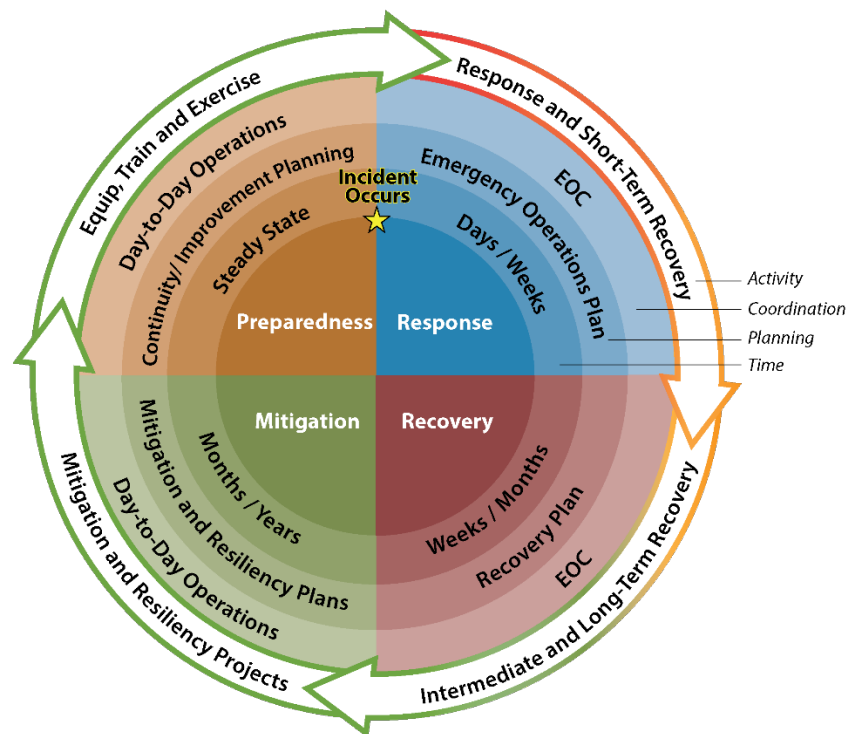 Equip, Train and Exercise
Response and Short-Term Recovery
Day-to-Day Operations
Continuity/ Improvement Planning
Steady State
Incident
Occurs
EOC
Emergency Operations Plan
Days / Weeks
Activity
Coordination
Planning
Time
Preparedness
Response
Mitigation
Recovery
Months / Years
Mitigation and Resiliency Plans
Day-to-Day Operations
Mitigation and Resiliency Projects
Weeks / Months
Recovery Plan
EOC
Intermediate and Long-Term Recovery